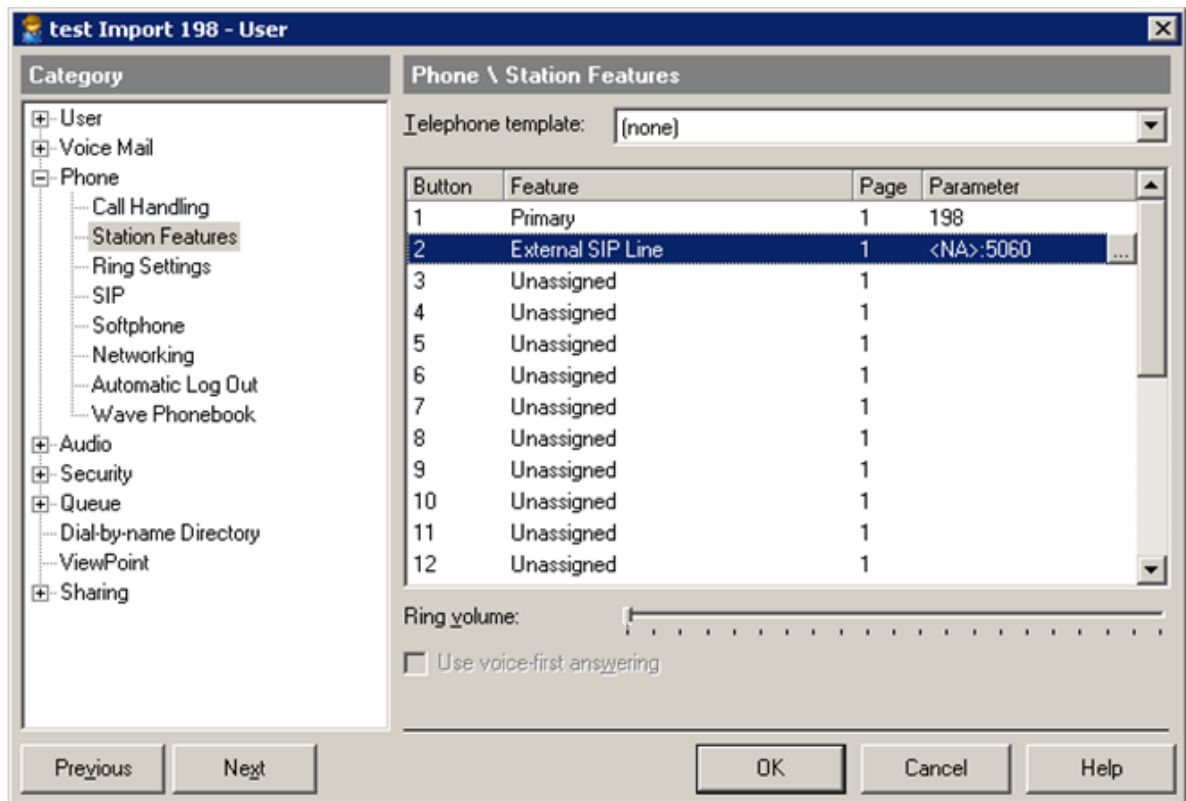 test Import 198 - User
Category
User
Voice Mail
Phone
Call Handling
Station Features
Ring Settings
SIP
Softphone
Networking
Automatic Log Out
Wave Phonebook
Audio
Security
Queue
Dial-by-name Directory
ViewPoint
Sharing
Phone \ Station Features
Telephone template: (none)
Button Feature Page Parameter
1 Primary 1 198
2 External SIP Line 1 <NA>:5060 ...
3 Unassigned 1
4 Unassigned 1
5 Unassigned 1
6 Unassigned 1
7 Unassigned 1
8 Unassigned 1
9 Unassigned 1
10 Unassigned 1
11 Unassigned 1
12 Unassigned 1
Ring volume:
Use voice-first answering
Previous Next OK Cancel Help